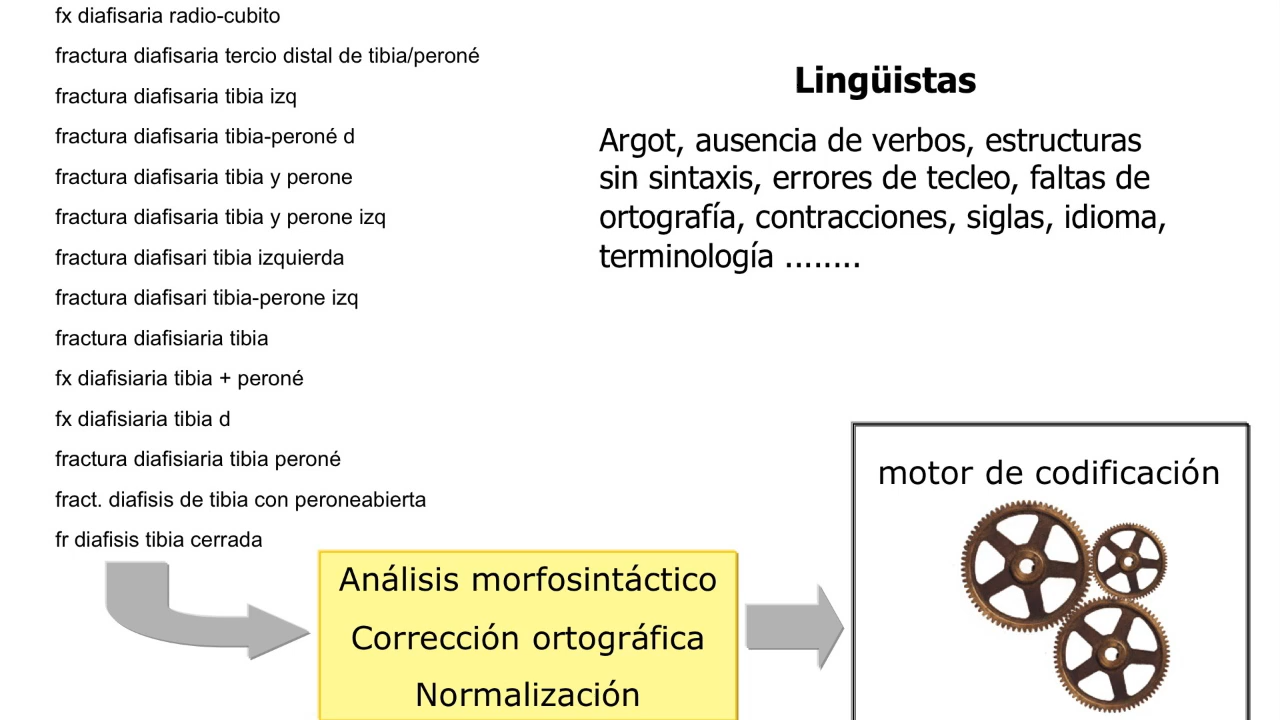 fx diafisaria radio-cubito
fractura diafisaria tercio distal de tibia/peroné
fractura diafisaria tibia izq
fractura diafisaria tibia-peroné d
fractura diafisaria tibia y perone
fractura diafisaria tibia y perone izq
fractura diafisari tibia izquierda
fractura diafisari tibia-perone izq
fractura diafisiaria tibia
fx diafisiaria tibia + peroné
fx diafisiaria tibia d
fractura diafisiaria tibia peroné
fract. diafisis de tibia con peroneabierta
fr diafisis tibia cerrada
Lingüistas
Argot, ausencia de verbos, estructuras
sin sintaxis, errores de tecleo, faltas de
ortografía, contracciones, siglas, idioma,
terminología ........
Análisis morfosintáctico
Corrección ortográfica
Normalización
motor de codificación